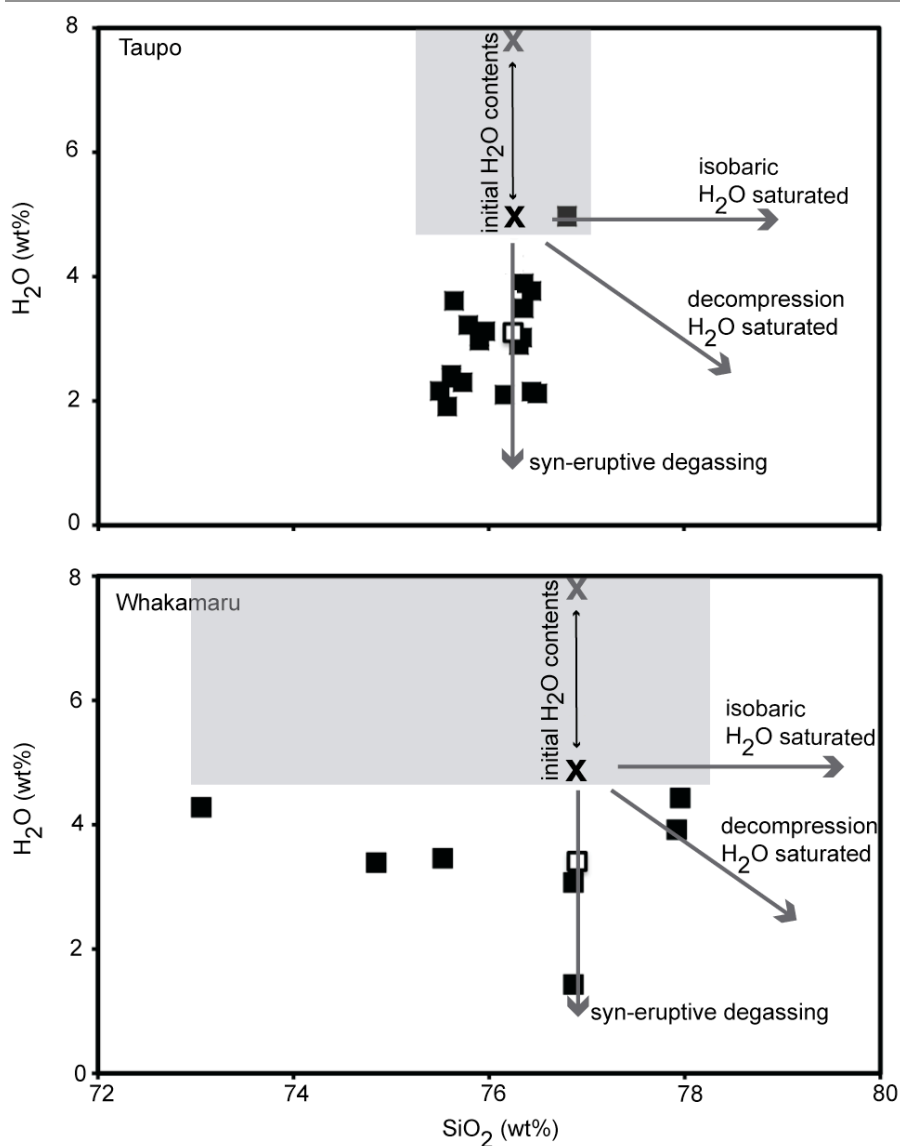 8
Taupo
X
initial H2O contents
6
isobaric
H2O saturated
X
H2O (wt%)
4
decompression
H2O saturated
2
syn-eruptive degassing
0
8
Whakamaru
X
initial H2O contents
6
isobaric
H2O saturated
X
H2O (wt%)
4
decompression
H2O saturated
2
syn-eruptive degassing
0
72 74 76 78 80
SiO2 (wt%)